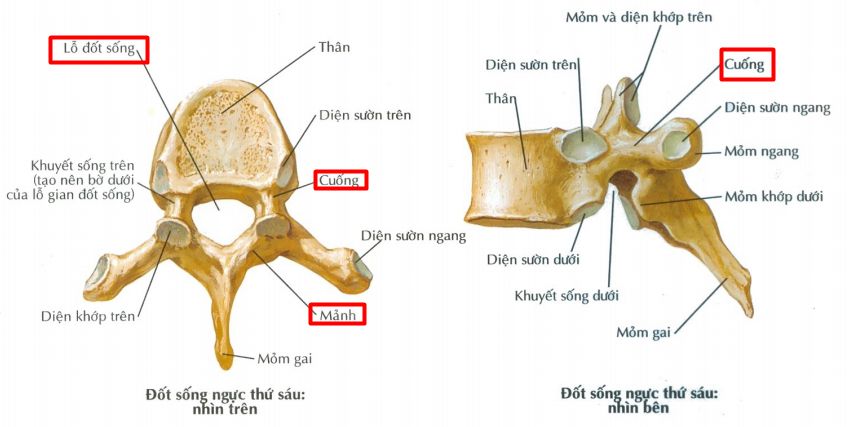 Lỗ đốt sống
Thân
Diện sườn trên
Khuyết sống trên
(tạo nên bờ dưới
của lỗ gian đốt sống)
Cuống
Diện sườn ngang
Diện khớp trên
Mảnh
Mỏm gai
Đốt sống ngực thứ sáu:
nhìn trên
Mỏm và diện khớp trên
Diện sườn trên
Cuống
Thân
Diện sườn ngang
Mỏm ngang
Mỏm khớp dưới
Diện sườn dưới
Khuyết sống dưới
Mỏm gai
Đốt sống ngực thứ sáu:
nhìn bên